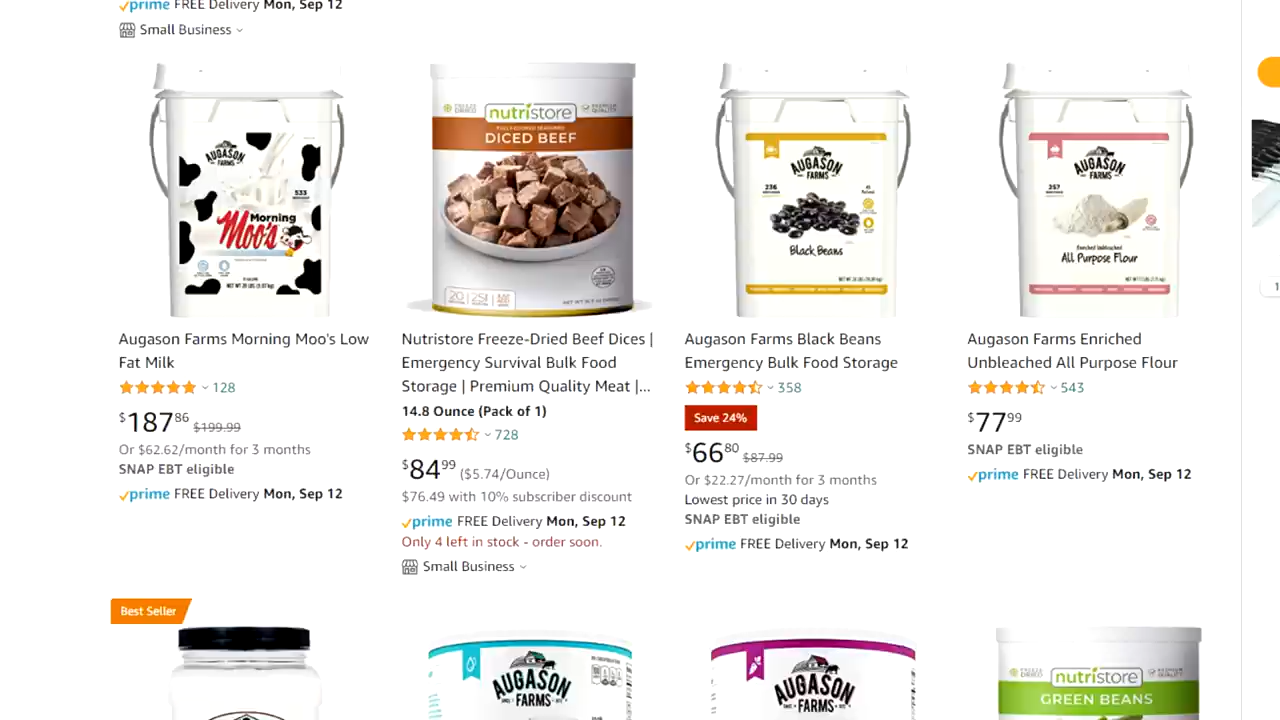 prime FREE Delivery Mon, Sep 12
Small Business
AUGASON
FARMS
533
Morning
Moo's
nutristore
DICED BEEF
AUGASON
FARMS
236
Black Beans
AUGASON
FARMS
257
Enriched Unbleached
All Purpose Flour
Augason Farms Morning Moo's Low
Fat Milk
128
$187.86 $199.99
Or $62.62/month for 3 months
SNAP EBT eligible
prime FREE Delivery Mon, Sep 12
Nutristore Freeze-Dried Beef Dices |
Emergency Survival Bulk Food
Storage | Premium Quality Meat |...
14.8 Ounce (Pack of 1)
728
$84.99 ($5.74/Ounce)
$76.49 with 10% subscriber discount
prime FREE Delivery Mon, Sep 12
Only 4 left in stock - order soon.
Small Business
Augason Farms Black Beans
Emergency Bulk Food Storage
358
Save 24%
$66.80 $87.99
Or $22.27/month for 3 months
Lowest price in 30 days
SNAP EBT eligible
prime FREE Delivery Mon, Sep 12
Augason Farms Enriched
Unbleached All Purpose Flour
543
$77.99
SNAP EBT eligible
prime FREE Delivery Mon, Sep 12
Best Seller
AUGASON
FARMS
AUGASON
FARMS
nutristore
GREEN BEANS